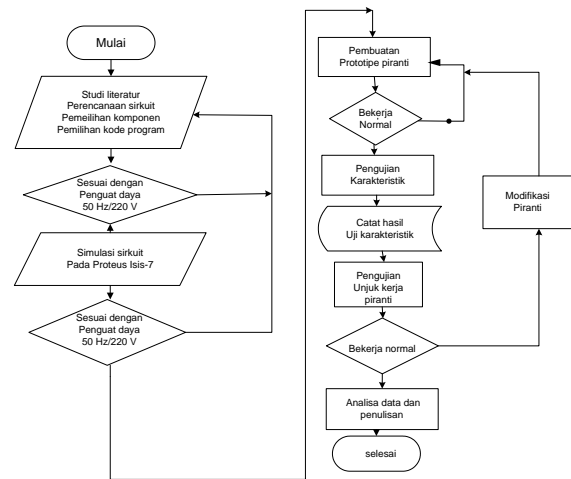 Mulai
Studi literatur
Perencanaan sirkuit
Pemeilihan komponen
Pemilihan kode program
Sesuai dengan
Penguat daya
50 Hz/220 V
Simulasi sirkuit
Pada Proteus Isis-7
Sesuai dengan
Penguat daya
50 Hz/220 V
Pembuatan
Prototipe piranti
Bekerja
Normal
Pengujian
Karakteristik
Catat hasil
Uji karakteristik
Pengujian
Unjuk kerja
piranti
Bekerja normal
Analisa data dan
penulisan
selesai
Modifikasi
Piranti